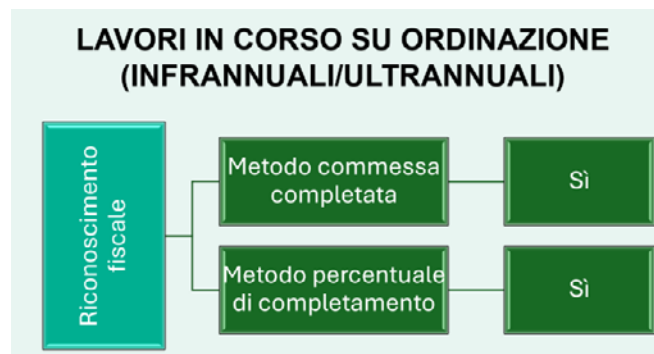 LAVORI IN CORSO SU ORDINAZIONE
(INFRANNUALI/ULTRANNUALI)
Riconoscimento
fiscale
Metodo commessa
completata
Sì
Metodo percentuale
di completamento
Sì